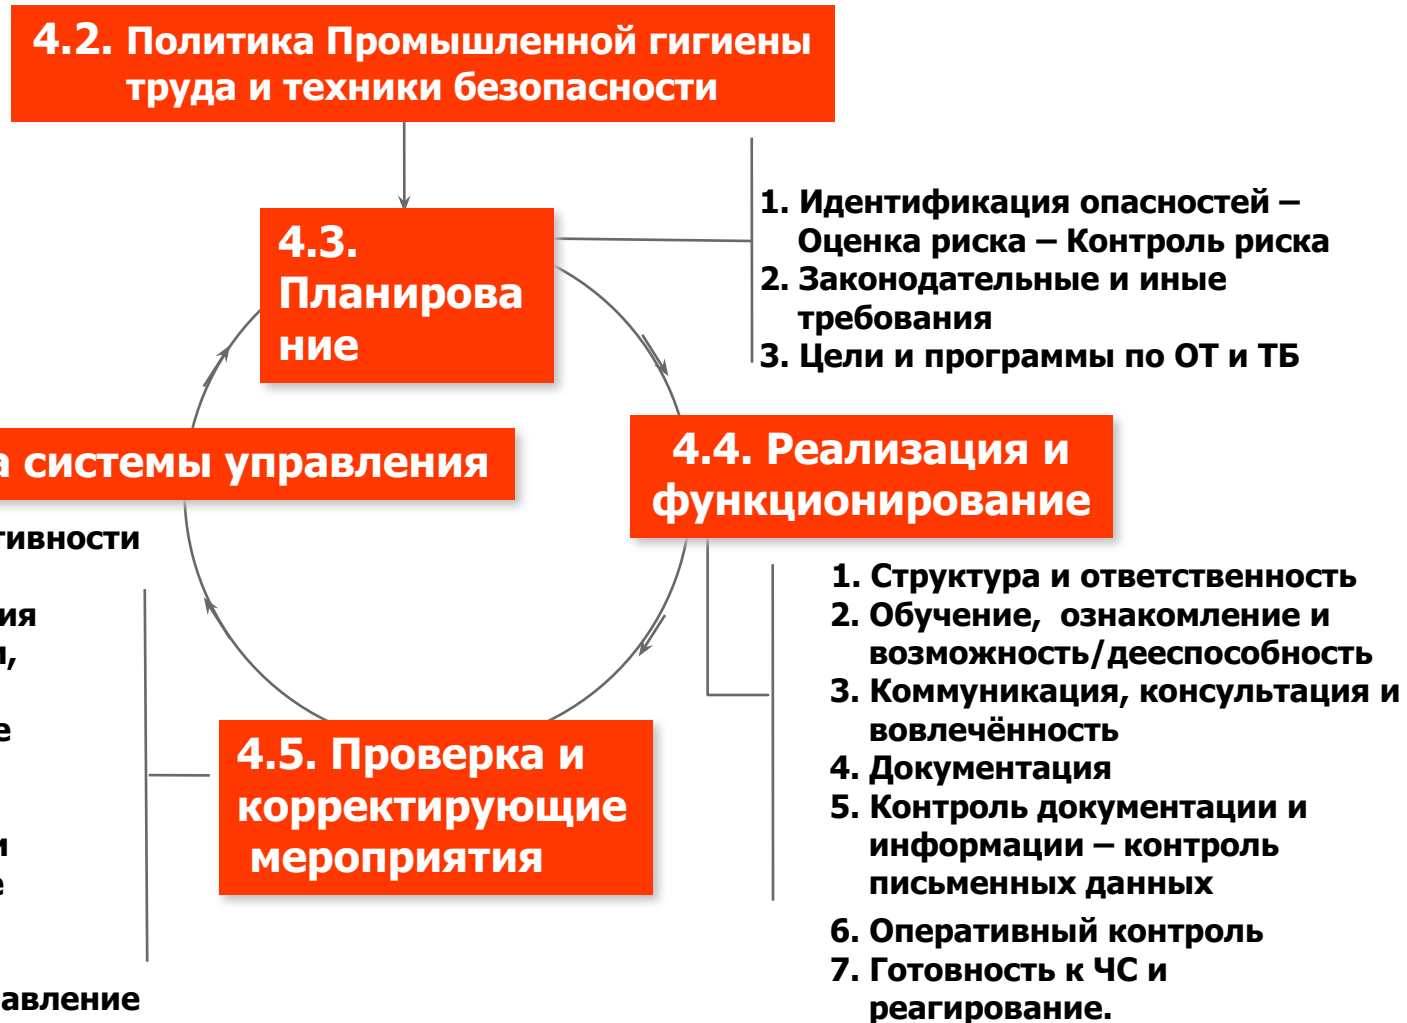 4.2. Политика Промышленной гигиены
труда и техники безопасности
4.3.
Планирова
ние
1. Идентификация опасностей –
Оценка риска – Контроль риска
2. Законодательные и иные
требования
3. Цели и программы по ОТ и ТБ
а системы управления
4.4. Реализация и
функционирование
тивности
ия
и,
е
и
е
авление
4.5. Проверка и
корректирующие
мероприятия
1. Структура и ответственность
2. Обучение, ознакомление и
возможность/дееспособность
3. Коммуникация, консультация и
вовлечённость
4. Документация
5. Контроль документации и
информации – контроль
письменных данных
6. Оперативный контроль
7. Готовность к ЧС и
реагирование.